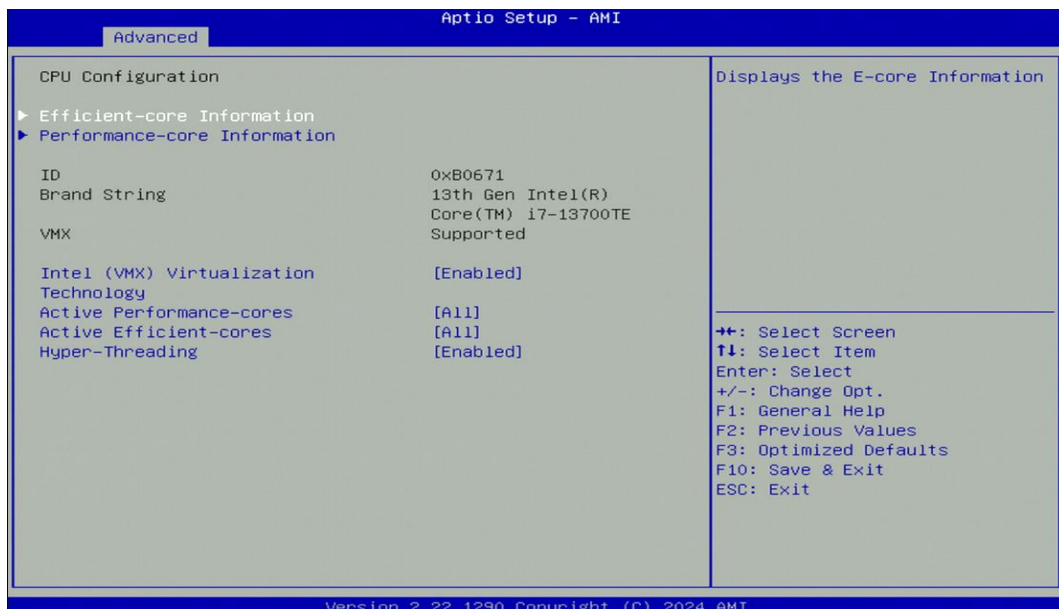 Aptio Setup – AMI
Advanced
CPU Configuration
▶ Efficient-core Information
▶ Performance-core Information
ID 0xB0671
Brand String 13th Gen Intel(R)
Core(TM) i7-13700TE
VMX Supported
Intel (VMX) Virtualization [Enabled]
Technology
Active Performance-cores [All]
Active Efficient-cores [All]
Hyper-Threading [Enabled]
Displays the E-core Information
→←: Select Screen
↑↓: Select Item
Enter: Select
+/-: Change Opt.
F1: General Help
F2: Previous Values
F3: Optimized Defaults
F10: Save & Exit
ESC: Exit
Version 2.22.1290 Copyright (C) 2024 AMI